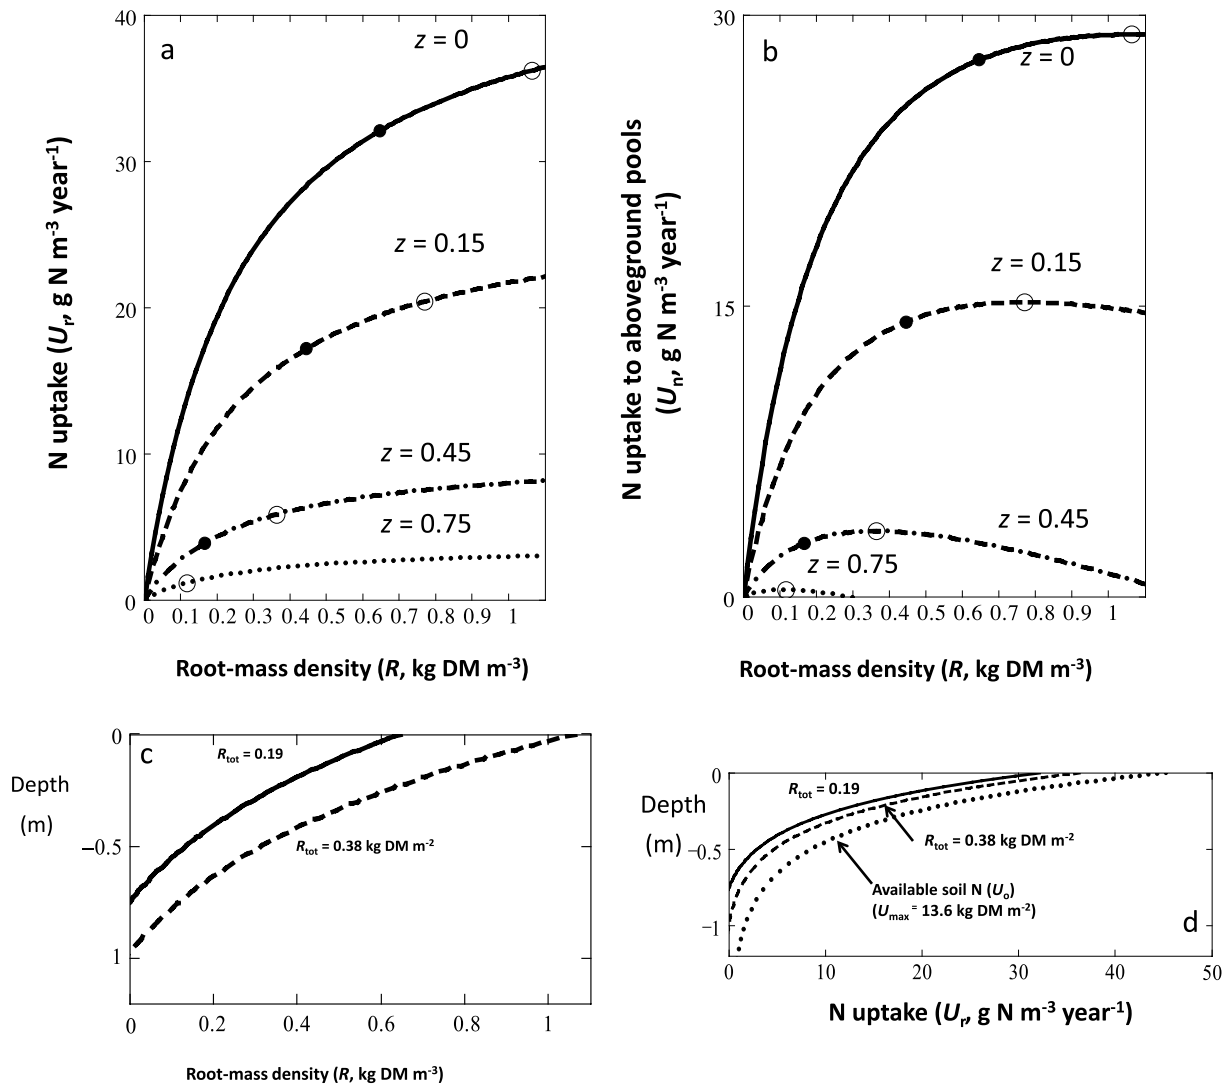 a
40
30
20
10
0
z = 0
z = 0.15
z = 0.45
z = 0.75
N uptake (Ur, g N m-3 year-1)
0 0.1 0.2 0.3 0.4 0.5 0.6 0.7 0.8 0.9 1
Root-mass density (R, kg DM m-3)
b
30
15
0
z = 0
z = 0.15
z = 0.45
z = 0.75
N uptake to aboveground pools
(Un, g N m-3 year-1)
0 0.1 0.2 0.3 0.4 0.5 0.6 0.7 0.8 0.9 1
Root-mass density (R, kg DM m-3)
c
0
−0.5
1
Depth
(m)
Rtot = 0.19
Rtot = 0.38 kg DM m-2
0 0.2 0.4 0.6 0.8 1
Root-mass density (R, kg DM m-3)
0
−0.5
−1
Depth
(m)
Rtot = 0.19
Rtot = 0.38 kg DM m-2
Available soil N (Uo)
(Umax = 13.6 kg DM m-2)
d
0 10 20 30 40 50
N uptake (Ur, g N m-3 year-1)